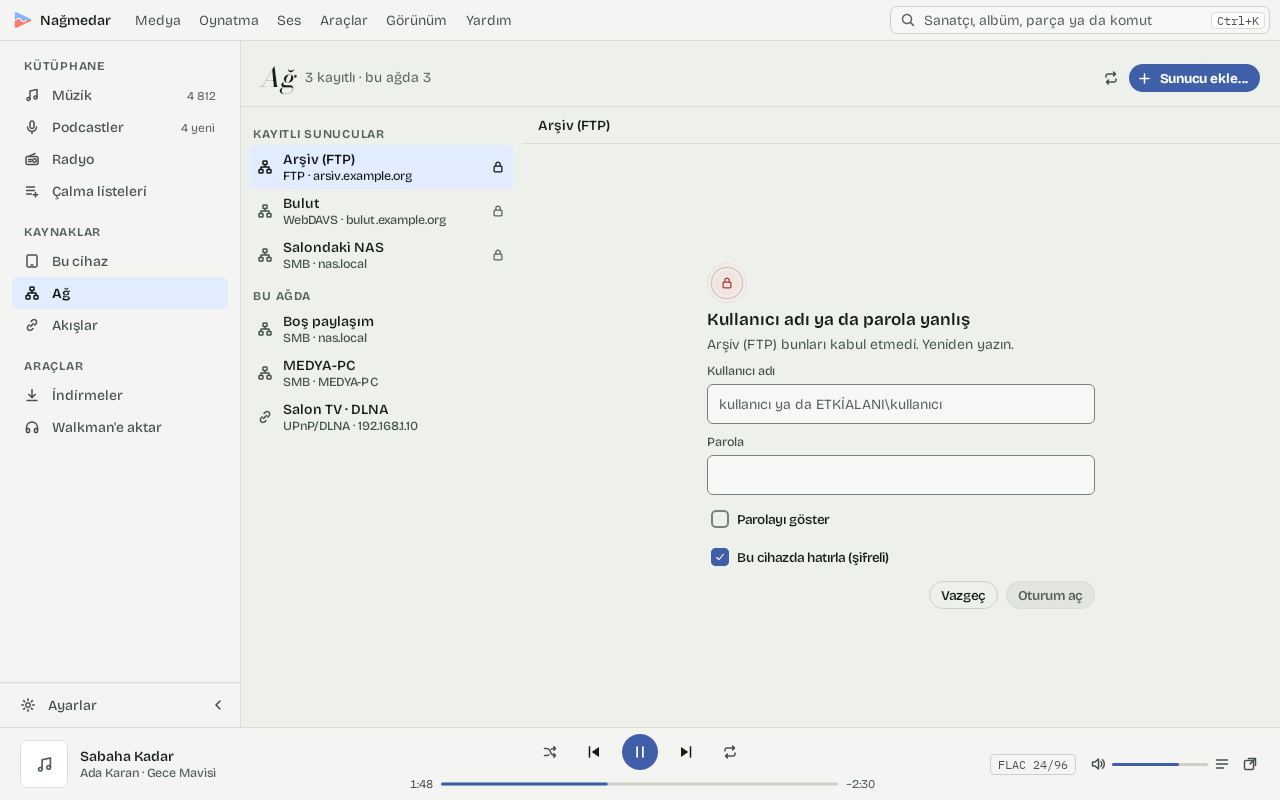 Nağmedar
Medya
Oynatma
Ses
Araçlar
Görünüm
Yardım
Sanatçı, albüm, parça ya da komut
Ctrl+K
KÜTÜPHANE
Müzik
4 812
Podcastler
4 yeni
Radyo
Çalma listeleri
KAYNAKLAR
Bu cihaz
Ağ
Akışlar
ARAÇLAR
İndirmeler
Walkman'e aktar
Ayarlar
Ağ
3 kayıtlı · bu ağda 3
Sunucu ekle…
KAYITLI SUNUCULAR
Arşiv (FTP)
FTP · arsiv.example.org
Bulut
WebDAVS · bulut.example.org
Salondaki NAS
SMB · nas.local
BU AĞDA
Boş paylaşım
SMB · nas.local
MEDYA-PC
SMB · MEDYA-PC
Salon TV · DLNA
UPnP/DLNA · 192.168.1.10
Arşiv (FTP)
Kullanıcı adı ya da parola yanlış
Arşiv (FTP) bunları kabul etmedi. Yeniden yazın.
Kullanıcı adı
kullanıcı ya da ETKİALANI\kullanıcı
Parola
Parolayı göster
Bu cihazda hatırla (şifreli)
Vazgeç
Oturum aç
Sabaha Kadar
Ada Karan · Gece Mavisi
1:48
−2:30
FLAC 24/96